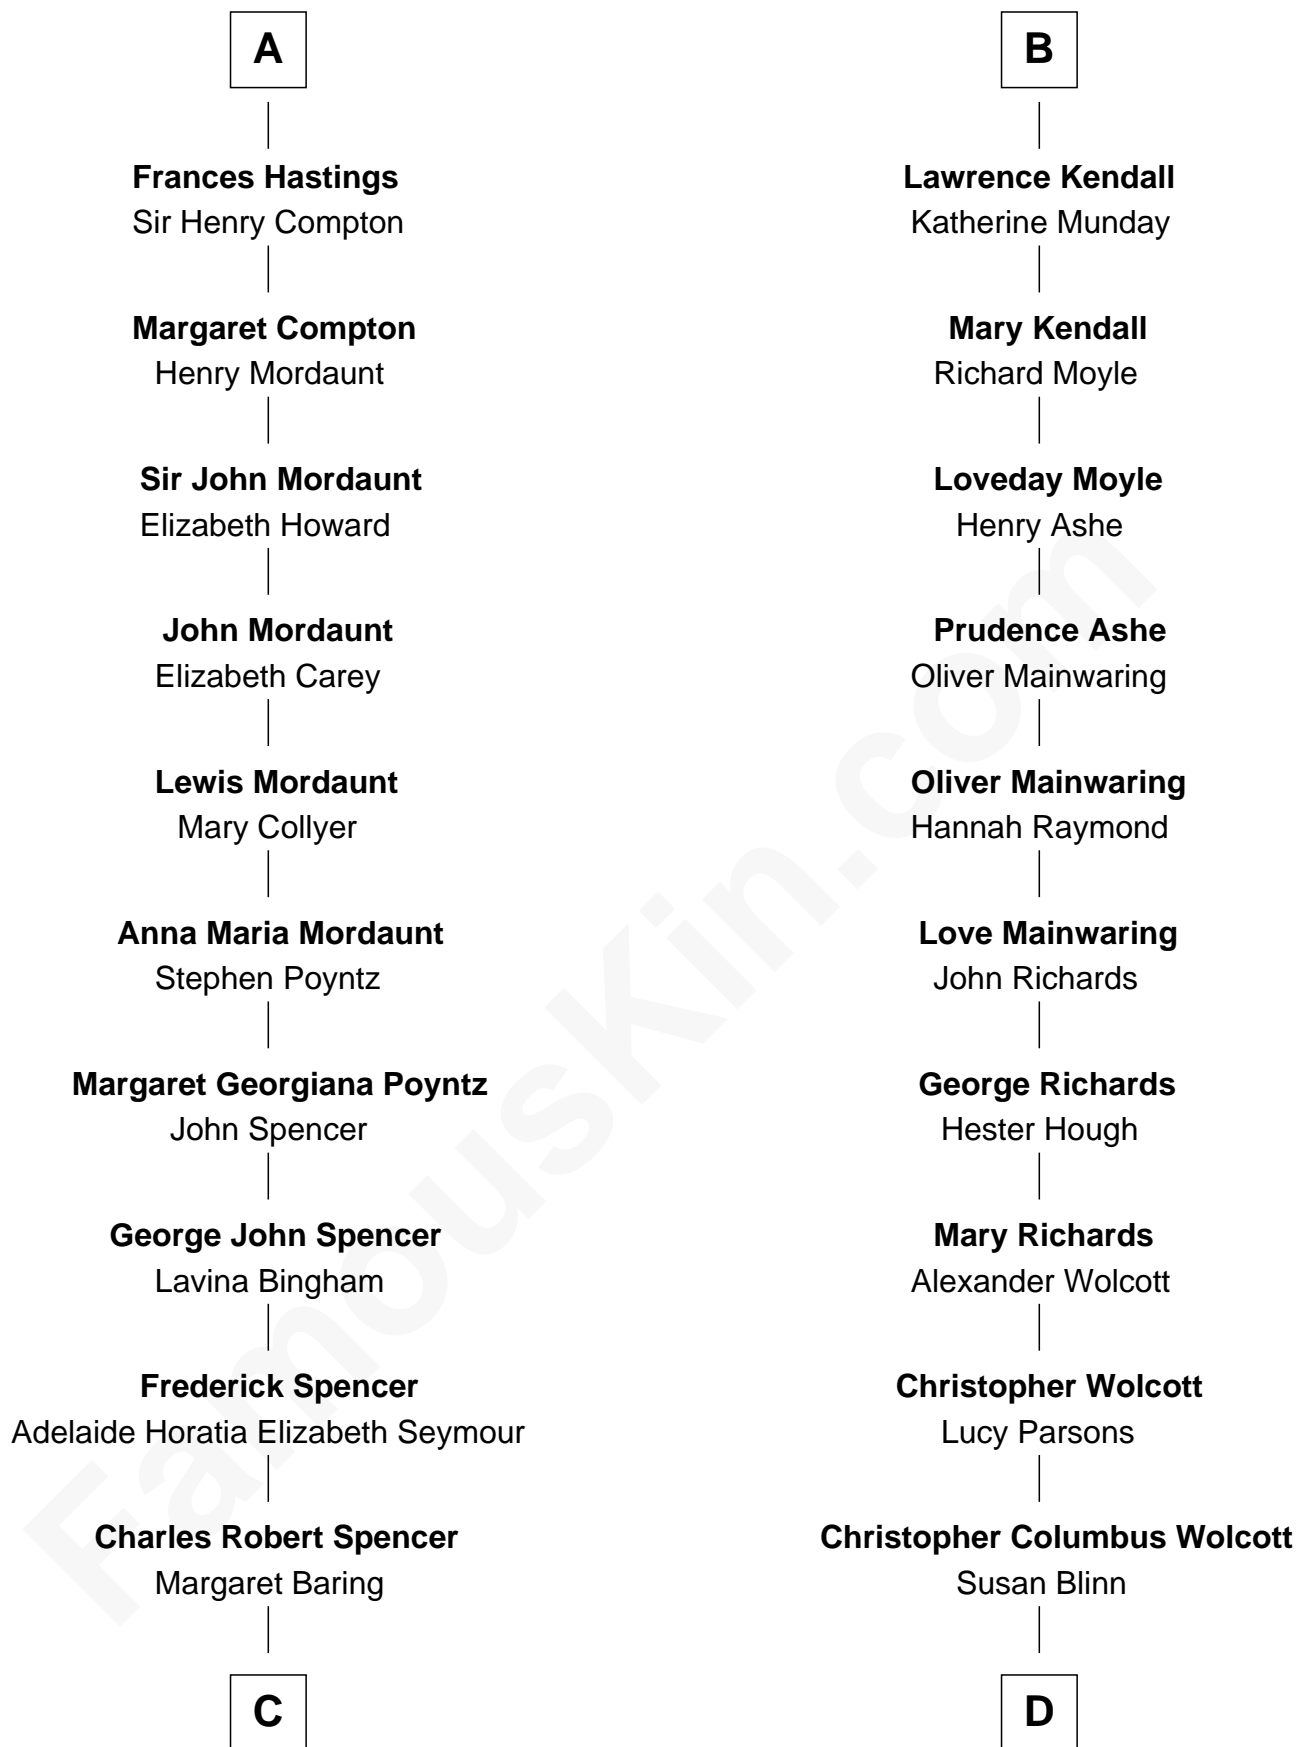 A
Frances Hastings
Sir Henry Compton
Margaret Compton
Henry Mordaunt
Sir John Mordaunt
Elizabeth Howard
John Mordaunt
Elizabeth Carey
Lewis Mordaunt
Mary Collyer
Anna Maria Mordaunt
Stephen Poyntz
Margaret Georgiana Poyntz
John Spencer
George John Spencer
Lavina Bingham
Frederick Spencer
Adelaide Horatia Elizabeth Seymour
Charles Robert Spencer
Margaret Baring
C
B
Lawrence Kendall
Katherine Munday
Mary Kendall
Richard Moyle
Loveday Moyle
Henry Ashe
Prudence Ashe
Oliver Mainwaring
Oliver Mainwaring
Hannah Raymond
Love Mainwaring
John Richards
George Richards
Hester Hough
Mary Richards
Alexander Wolcott
Christopher Wolcott
Lucy Parsons
Christopher Columbus Wolcott
Susan Blinn
D
FamousKin.com